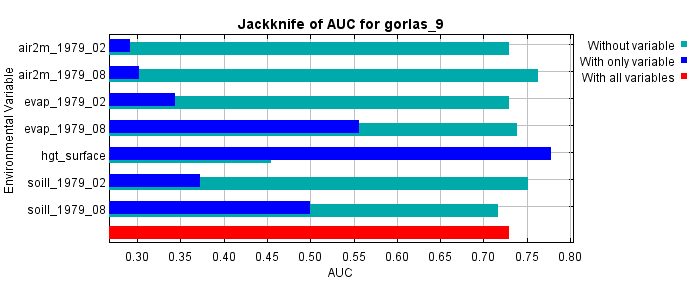 Jackknife of AUC for gorlas_9
Environmental Variable
air2m_1979_02
air2m_1979_08
evap_1979_02
evap_1979_08
hgt_surface
soill_1979_02
soill_1979_08
0.30 0.35 0.40 0.45 0.50 0.55 0.60 0.65 0.70 0.75 0.80
AUC
Without variable
With only variable
With all variables